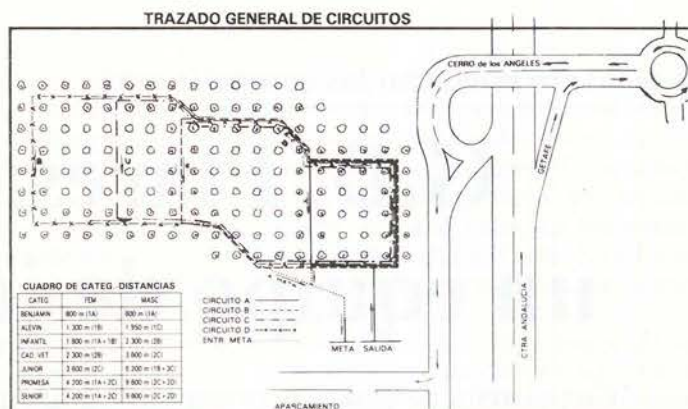 TRAZADO GENERAL DE CIRCUITOS
CERRO de los ANGELES
GETAFE
CTRA ANDALUCIA
CUADRO DE CATEG. DISTANCIAS
CATEG. FEM MASC
BENJAMIN 800 m (1A) 800 m (1A)
ALEVIN 1 300 m (1B) 1 950 m (1C)
INFANTIL 1 800 m (1A + 1B) 2 300 m (2B)
CAD. VET 2 300 m (2B) 3 600 m (2C)
JUNIOR 3 600 m (2C) 6 200 m (1B + 3C)
PROMESA 4 200 m (1A + 2C) 9 800 m (2C + 2D)
SENIOR 4 200 m (1A + 2C) 9 800 m (2C + 2D)
CIRCUITO A
CIRCUITO B
CIRCUITO C
CIRCUITO D
ENTR META
META SALIDA
APARCAMIENTO